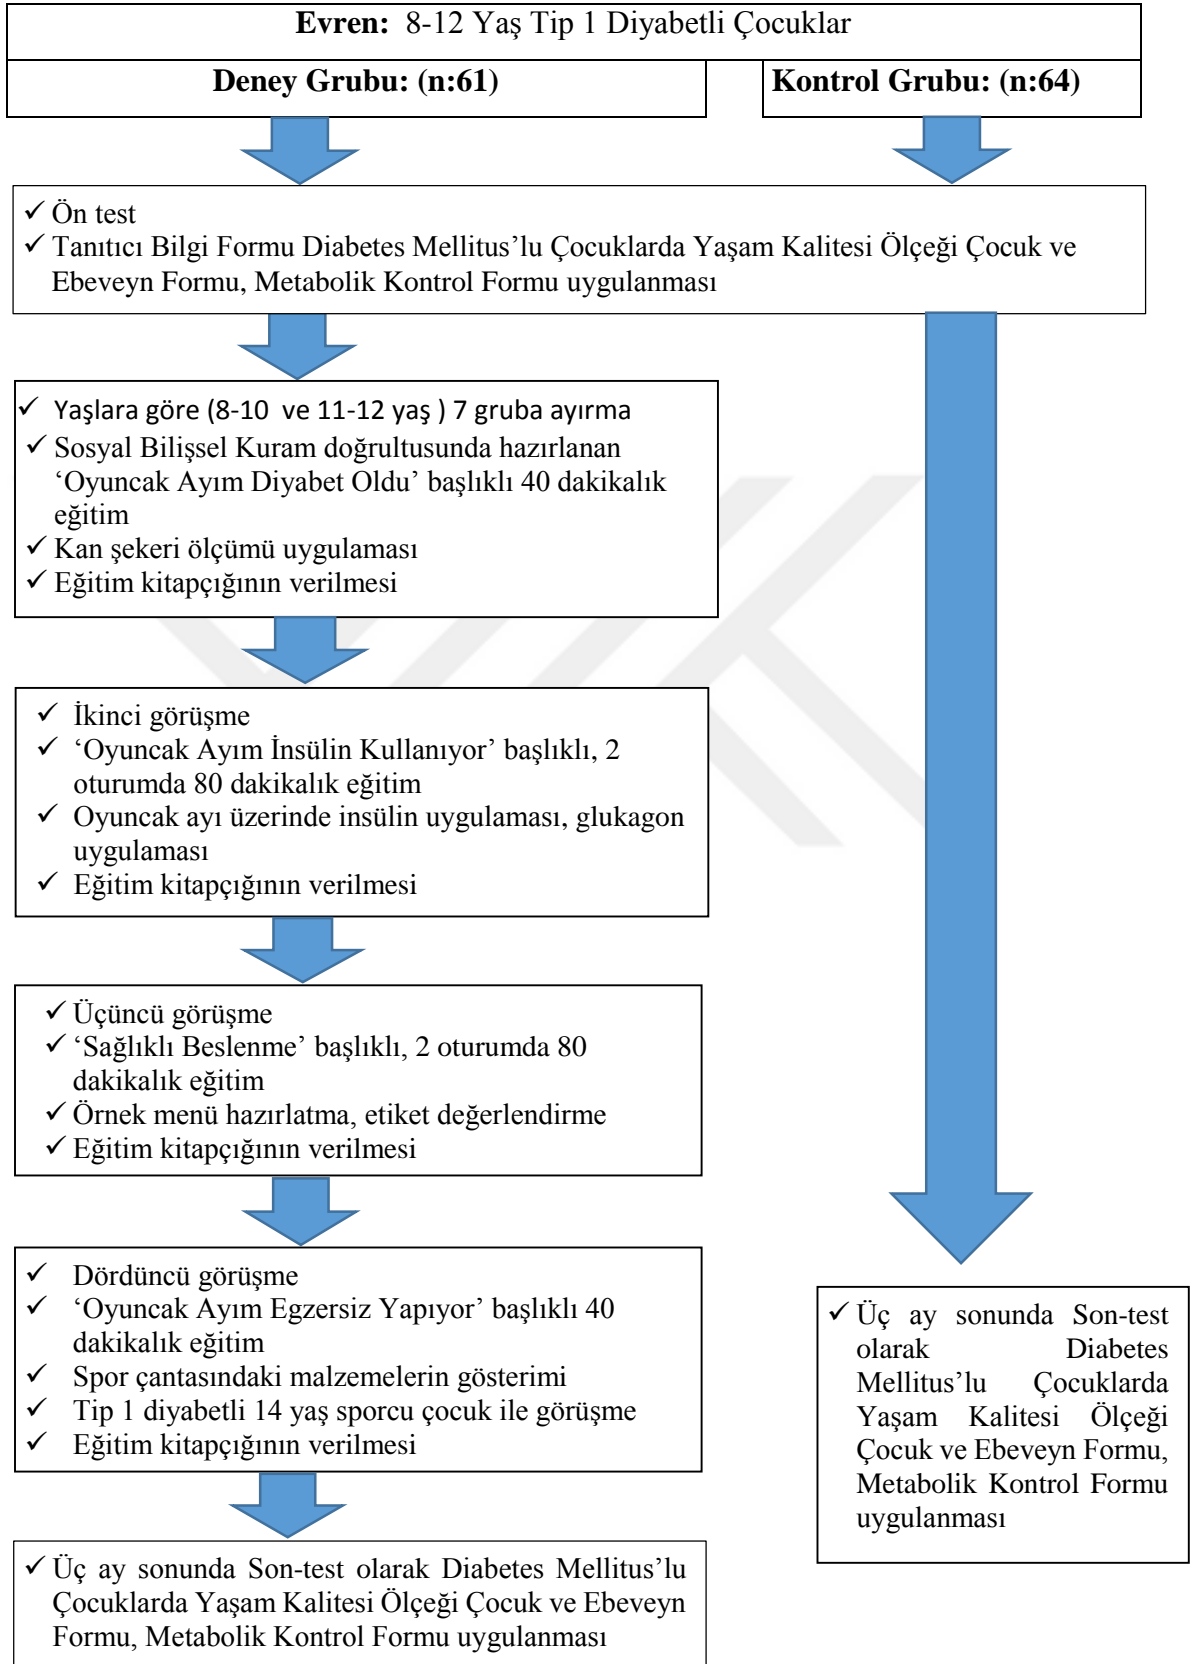 Evren: 8-12 Yaş Tip 1 Diyabetli Çocuklar
Deney Grubu: (n:61)
Kontrol Grubu: (n:64)
✓ Ön test
✓ Tanıtıcı Bilgi Formu Diabetes Mellitus’lu Çocuklarda Yaşam Kalitesi Ölçeği Çocuk ve
Ebeveyn Formu, Metabolik Kontrol Formu uygulanması
✓ Yaşlara göre (8-10 ve 11-12 yaş ) 7 gruba ayırma
✓ Sosyal Bilişsel Kuram doğrultusunda hazırlanan
‘Oyuncak Ayım Diyabet Oldu’ başlıklı 40 dakikalık
eğitim
✓ Kan şekeri ölçümü uygulaması
✓ Eğitim kitapçığının verilmesi
✓ İkinci görüşme
✓ ‘Oyuncak Ayım İnsülin Kullanıyor’ başlıklı, 2
oturumda 80 dakikalık eğitim
✓ Oyuncak ayı üzerinde insülin uygulaması, glukagon
uygulaması
✓ Eğitim kitapçığının verilmesi
✓ Üçüncü görüşme
✓ ‘Sağlıklı Beslenme’ başlıklı, 2 oturumda 80
dakikalık eğitim
✓ Örnek menü hazırlatma, etiket değerlendirme
✓ Eğitim kitapçığının verilmesi
✓ Dördüncü görüşme
✓ ‘Oyuncak Ayım Egzersiz Yapıyor’ başlıklı 40
dakikalık eğitim
✓ Spor çantasındaki malzemelerin gösterimi
✓ Tip 1 diyabetli 14 yaş sporcu çocuk ile görüşme
✓ Eğitim kitapçığının verilmesi
✓ Üç ay sonunda Son-test olarak Diabetes Mellitus’lu
Çocuklarda Yaşam Kalitesi Ölçeği Çocuk ve Ebeveyn
Formu, Metabolik Kontrol Formu uygulanması
✓ Üç ay sonunda Son-test
olarak Diabetes
Mellitus’lu Çocuklarda
Yaşam Kalitesi Ölçeği
Çocuk ve Ebeveyn Formu,
Metabolik Kontrol Formu
uygulanması